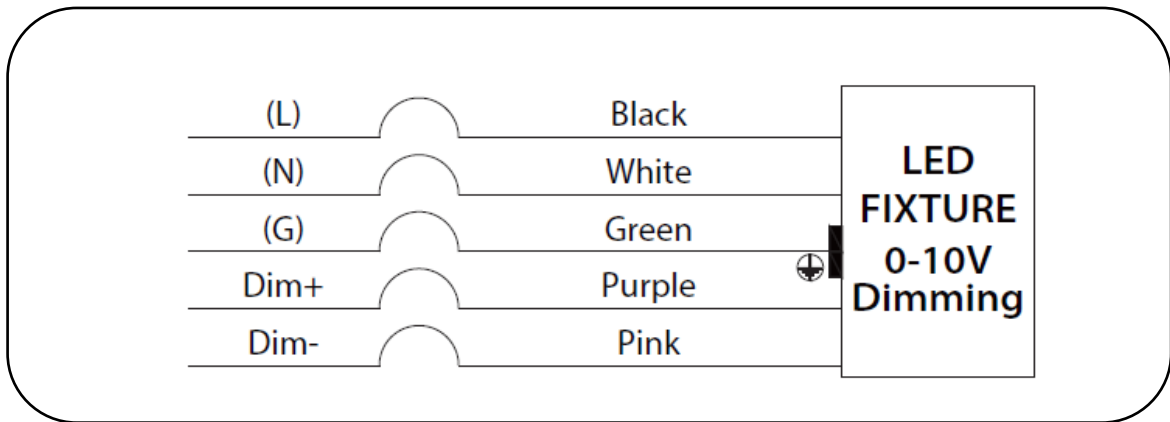 (L) Black
(N) White
(G) Green
Dim+ Purple
Dim- Pink
LED
FIXTURE
0-10V
Dimming